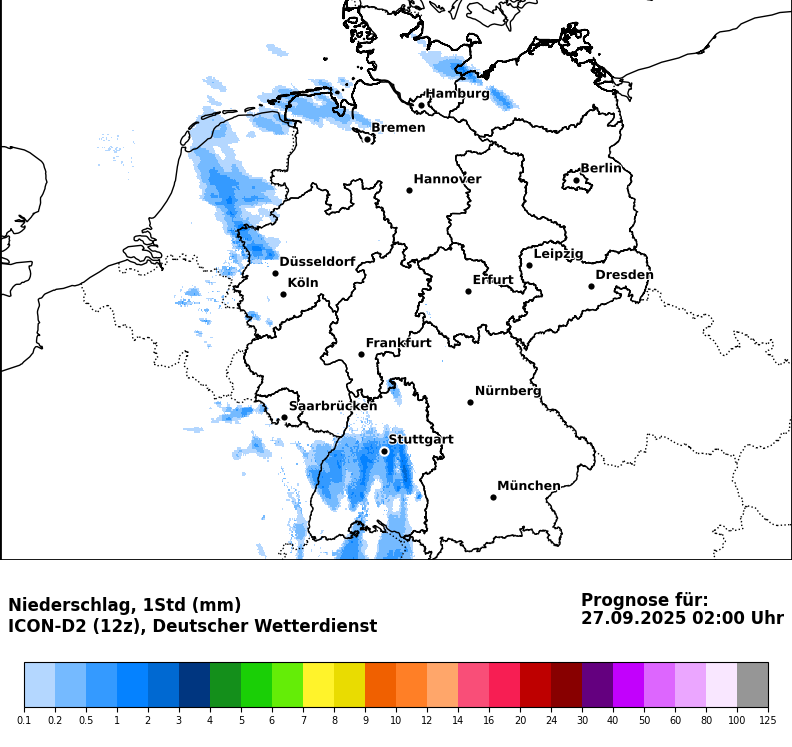 Hamburg
Bremen
Berlin
Hannover
Leipzig
Düsseldorf
Dresden
Köln
Erfurt
Frankfurt
Nürnberg
Saarbrücken
Stuttgart
München
Niederschlag, 1Std (mm)
ICON-D2 (12z), Deutscher Wetterdienst
Prognose für:
27.09.2025 02:00 Uhr
0.1 0.2 0.5 1 2 3 4 5 6 7 8 9 10 12 14 16 20 24 30 40 50 60 80 100 125